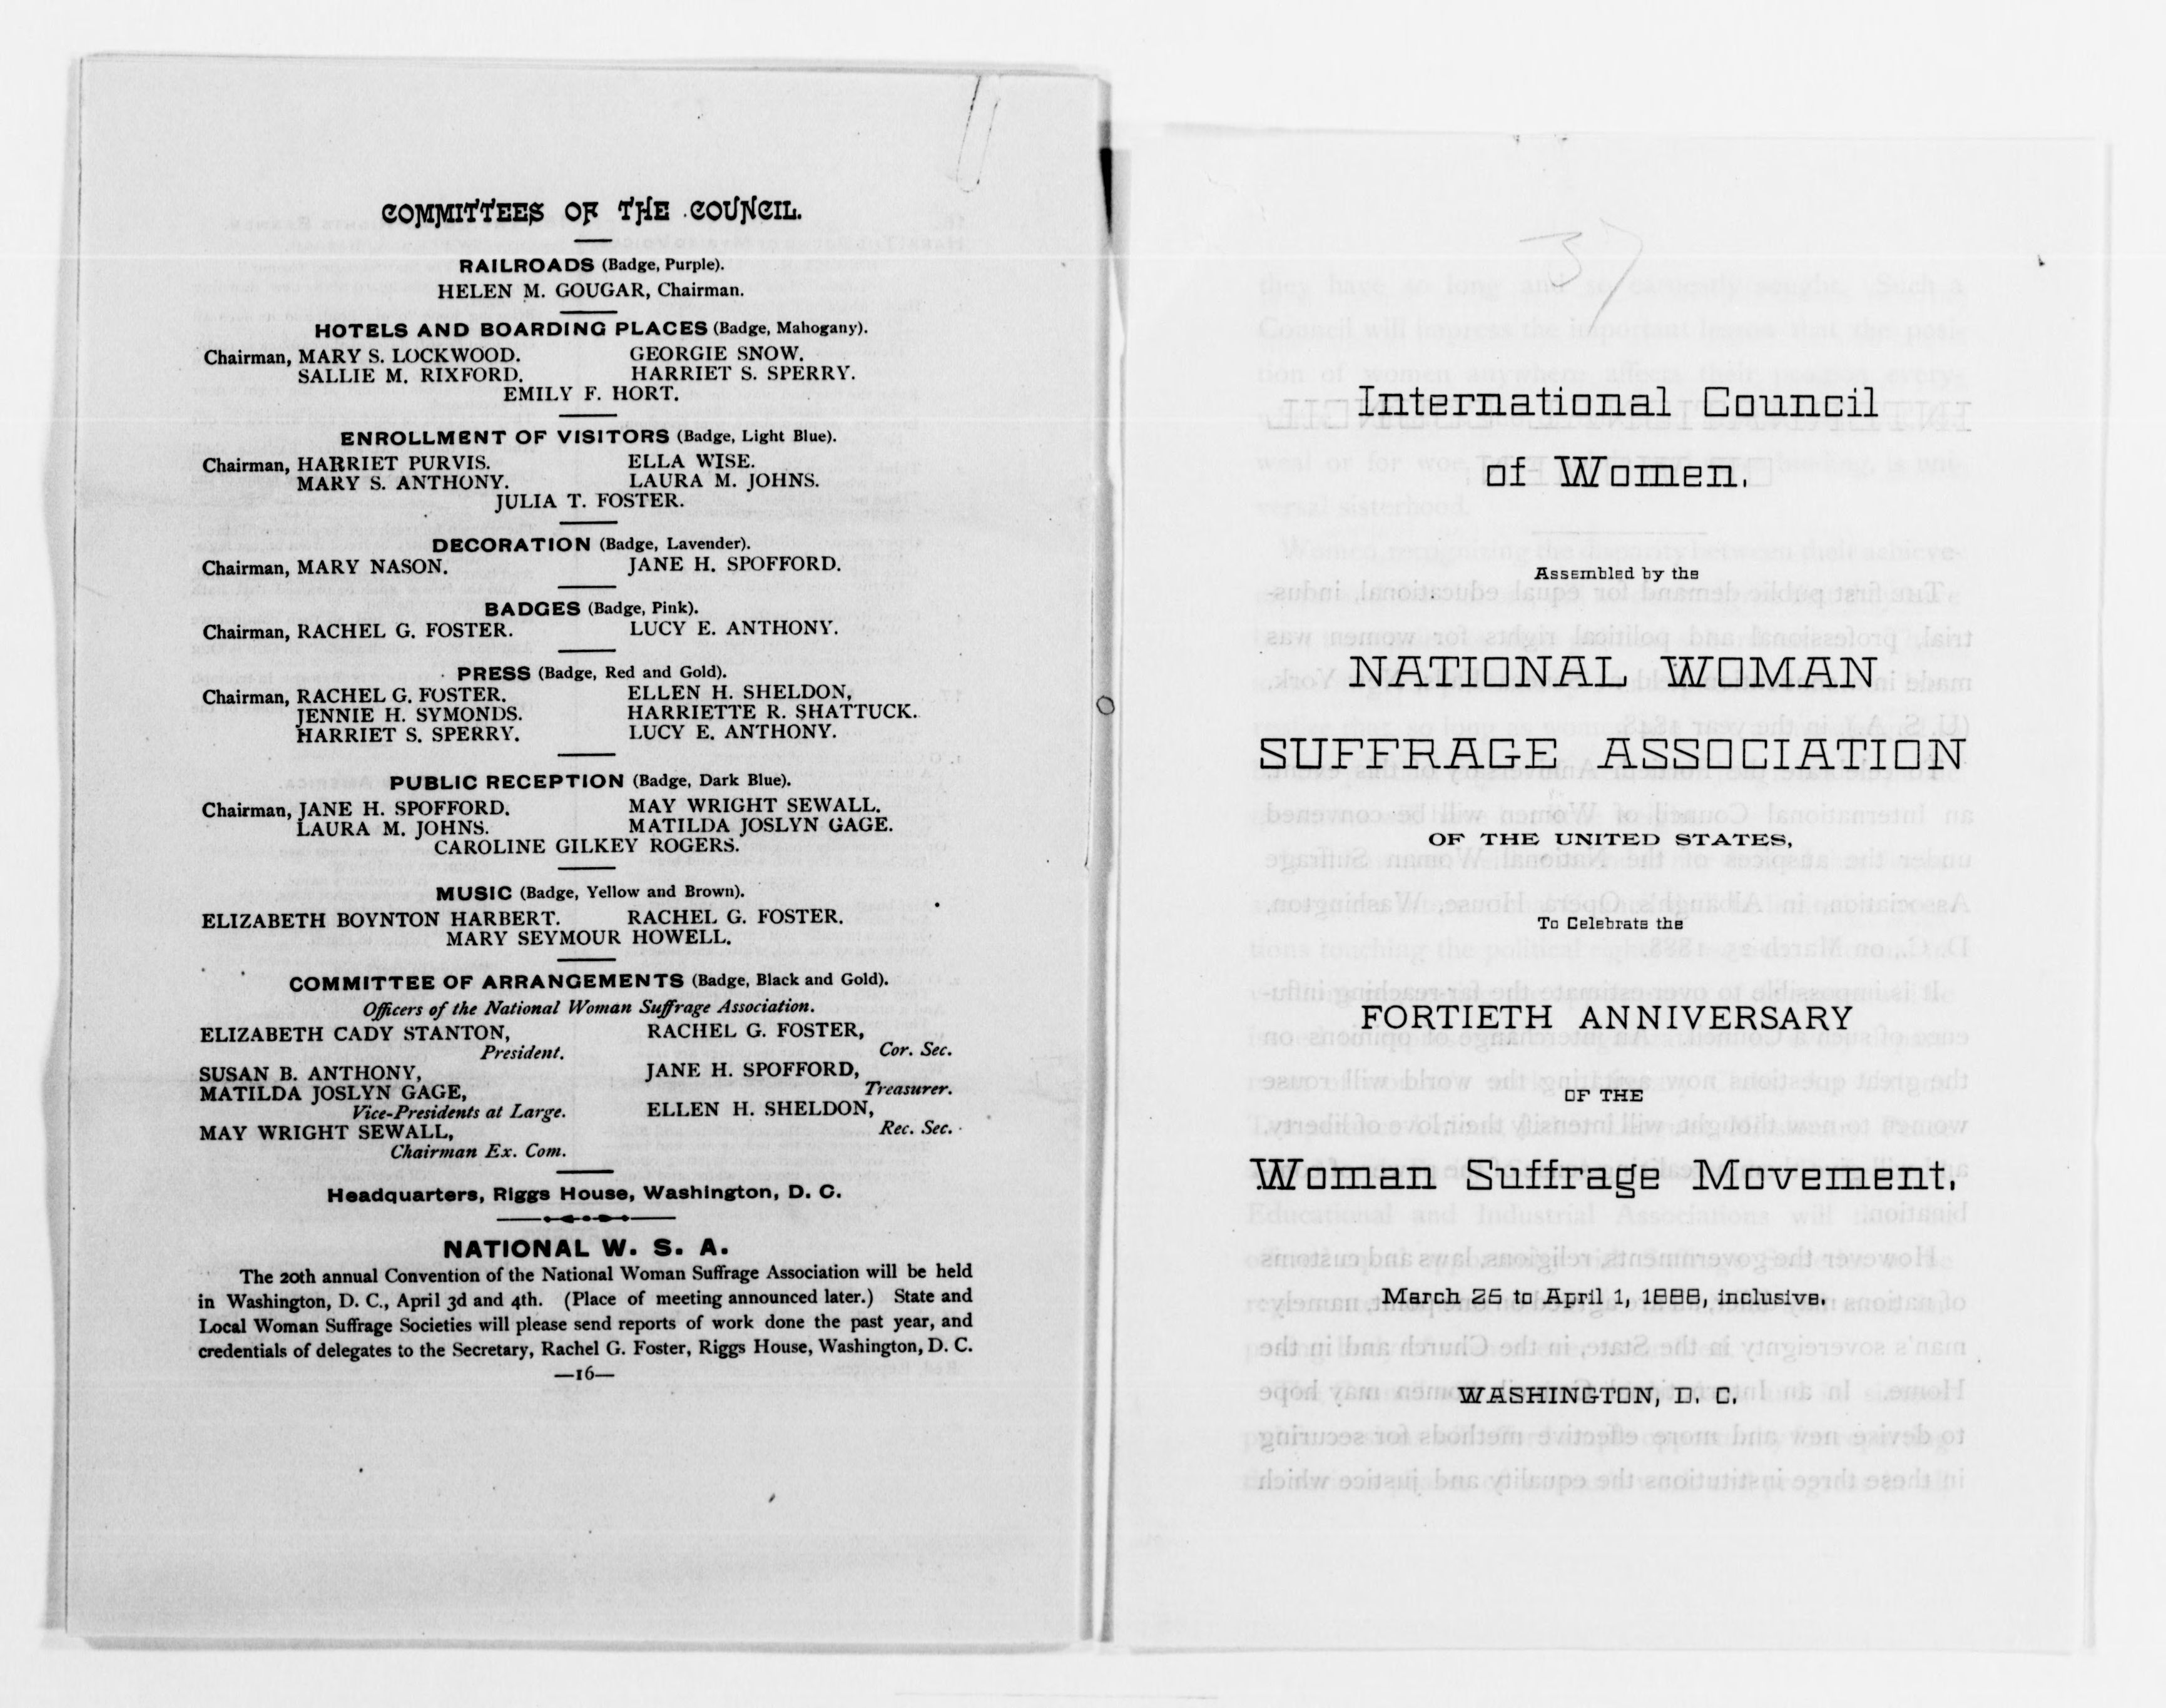 COMMITTEES OF THE COUNCIL.
RAILROADS (Badge, Purple).
HELEN M. GOUGAR, Chairman.
HOTELS AND BOARDING PLACES (Badge, Mahogany).
Chairman, MARY S. LOCKWOOD. GEORGIE SNOW.
SALLIE M. RIXFORD. HARRIET S. SPERRY.
EMILY F. HORT.
ENROLLMENT OF VISITORS (Badge, Light Blue).
Chairman, HARRIET PURVIS. ELLA WISE.
MARY S. ANTHONY. LAURA M. JOHNS.
JULIA T. FOSTER.
DECORATION (Badge, Lavender).
Chairman, MARY NASON. JANE H. SPOFFORD.
BADGES (Badge, Pink).
Chairman, RACHEL G. FOSTER. LUCY E. ANTHONY.
PRESS (Badge, Red and Gold).
Chairman, RACHEL G. FOSTER. ELLEN H. SHELDON,
JENNIE H. SYMONDS. HARRIETTE R. SHATTUCK.
HARRIET S. SPERRY. LUCY E. ANTHONY.
PUBLIC RECEPTION (Badge, Dark Blue).
Chairman, JANE H. SPOFFORD. MAY WRIGHT SEWALL.
LAURA M. JOHNS. MATILDA JOSLYN GAGE.
CAROLINE GILKEY ROGERS.
MUSIC (Badge, Yellow and Brown).
ELIZABETH BOYNTON HARBERT. RACHEL G. FOSTER.
MARY SEYMOUR HOWELL.
COMMITTEE OF ARRANGEMENTS (Badge, Black and Gold).
Officers of the National Woman Suffrage Association.
ELIZABETH CADY STANTON, RACHEL G. FOSTER,
President. Cor. Sec.
SUSAN B. ANTHONY, JANE H. SPOFFORD,
MATILDA JOSLYN GAGE, Treasurer.
Vice-Presidents at Large. ELLEN H. SHELDON,
MAY WRIGHT SEWALL, Rec. Sec.
Chairman Ex. Com.
Headquarters, Riggs House, Washington, D. C.
NATIONAL W. S. A.
The 20th annual Convention of the National Woman Suffrage Association will be held
in Washington, D. C., April 3d and 4th. (Place of meeting announced later.) State and
Local Woman Suffrage Societies will please send reports of work done the past year, and
credentials of delegates to the Secretary, Rachel G. Foster, Riggs House, Washington, D. C.
—16—
37
International Council
of Women.
Assembled by the
NATIONAL WOMAN
SUFFRAGE ASSOCIATION
OF THE UNITED STATES,
To Celebrate the
FORTIETH ANNIVERSARY
OF THE
Woman Suffrage Movement.
March 25 to April 1, 1888, inclusive.
WASHINGTON, D. C.